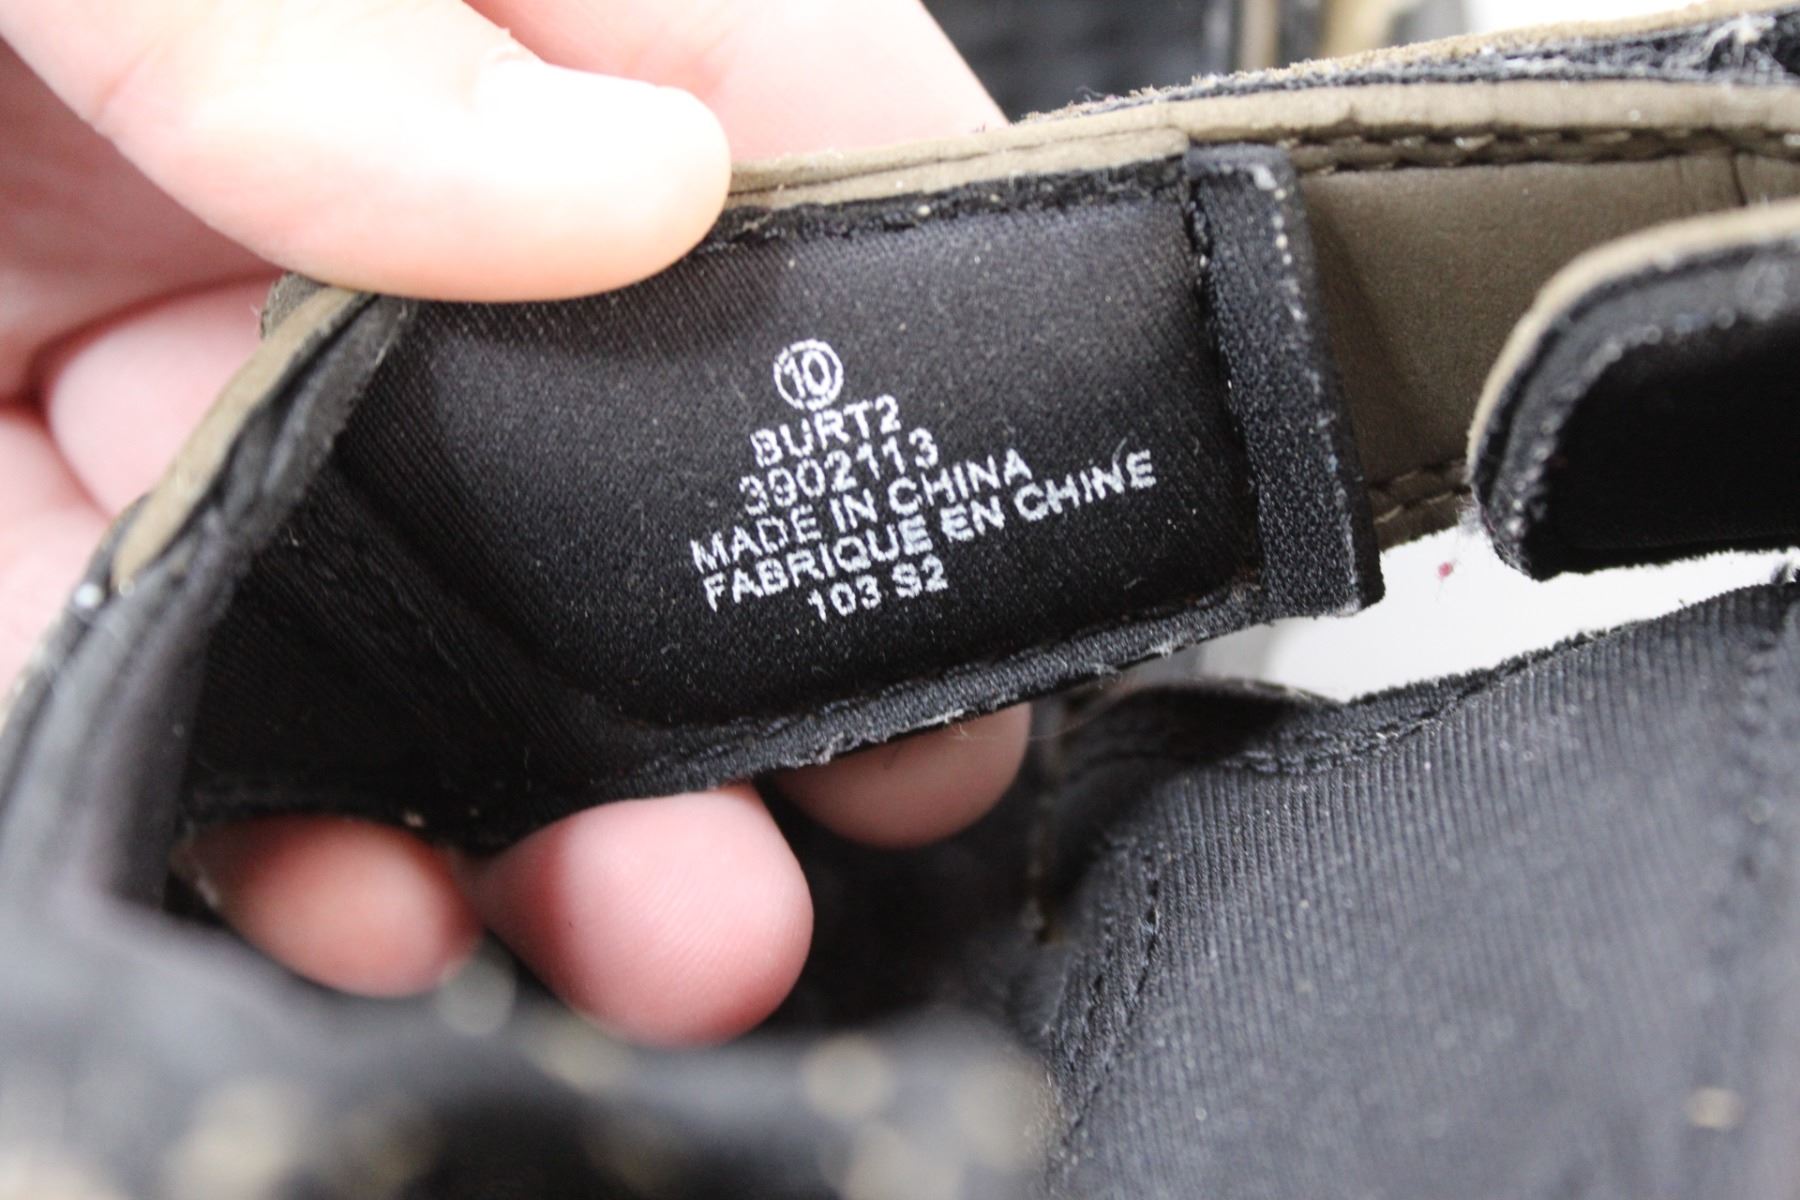 10
BURT2
3902113
MADE IN CHINA
FABRIQUE EN CHINE
103 S2